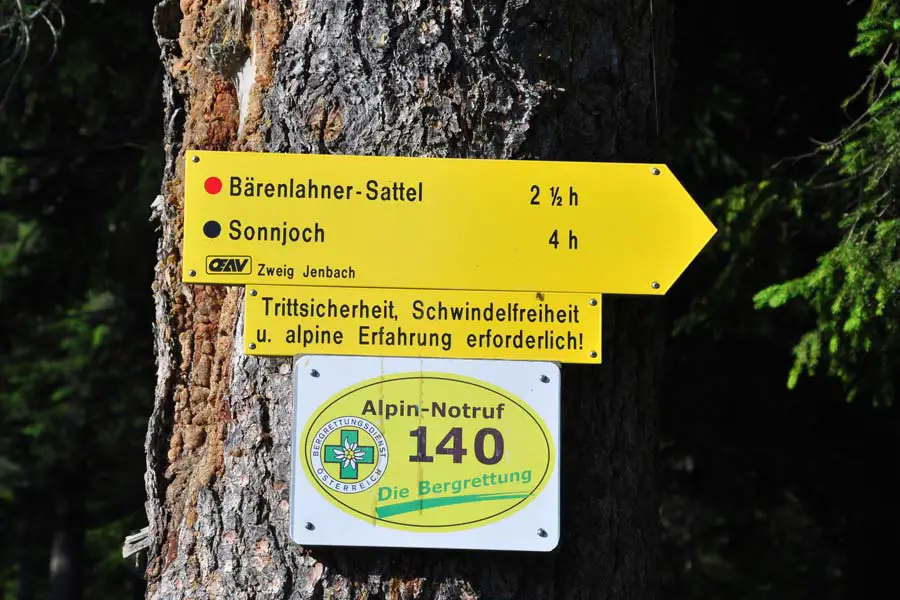 Bärenlahner-Sattel 2 ½ h
Sonnjoch 4 h
OEAV Zweig Jenbach
Trittsicherheit, Schwindelfreiheit
u. alpine Erfahrung erforderlich!
Alpin-Notruf
140
BERGRETTUNGSDIENST
ÖSTERREICH
Die Bergrettung